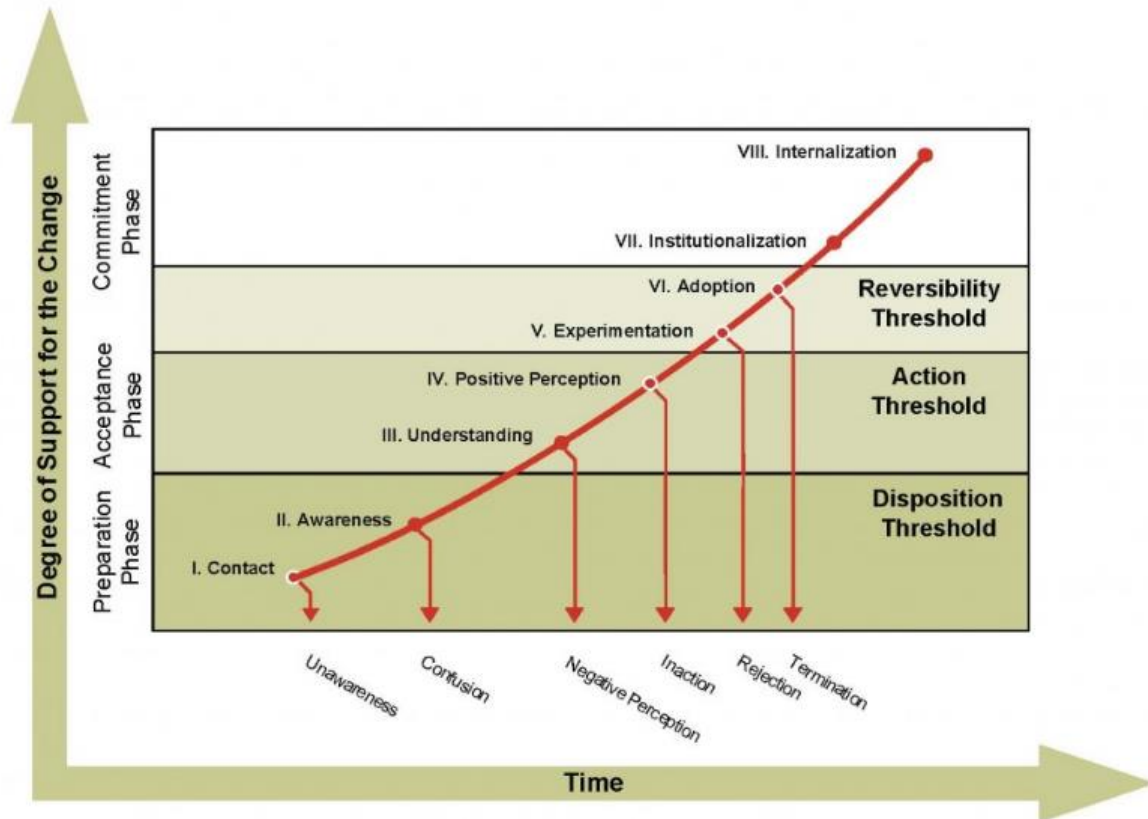 Degree of Support for the Change
Commitment
Phase
Acceptance
Phase
Preparation
Phase
VIII. Internalization
VII. Institutionalization
VI. Adoption
Reversibility
Threshold
V. Experimentation
IV. Positive Perception
Action
Threshold
III. Understanding
Disposition
Threshold
II. Awareness
I. Contact
Unawareness
Confusion
Negative Perception
Inaction
Rejection
Termination
Time